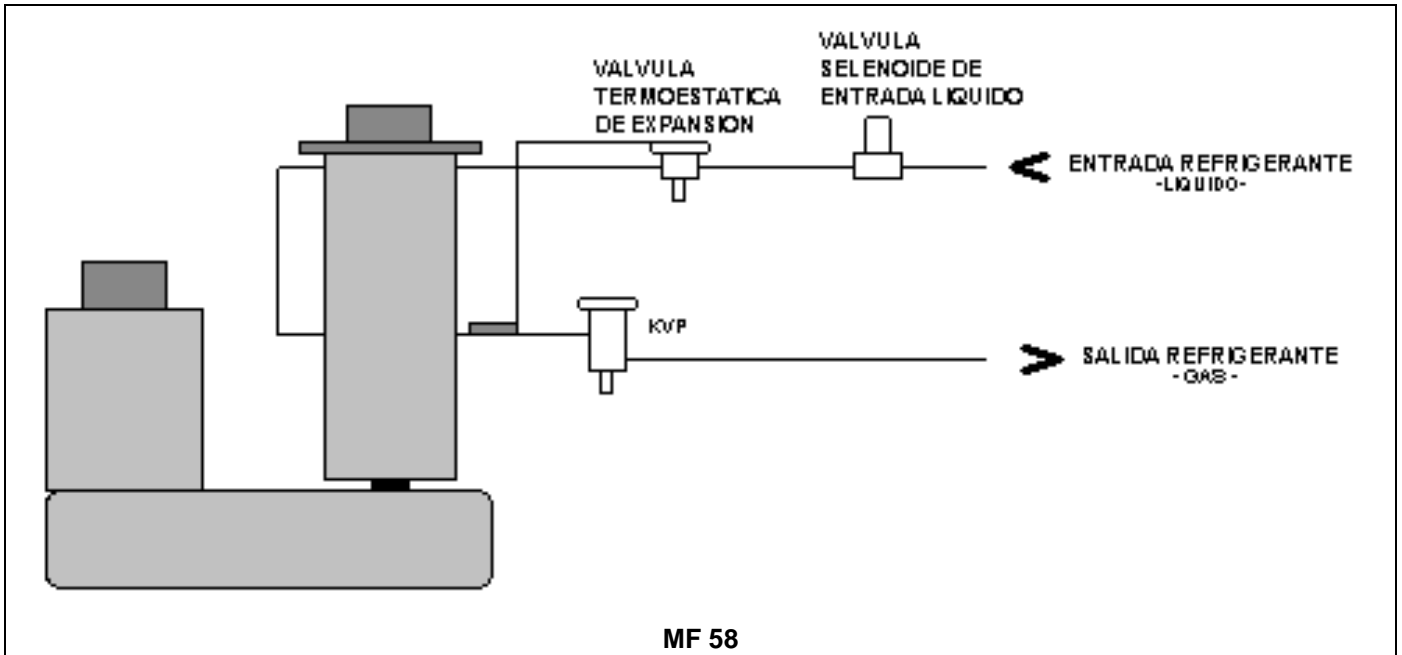 VALVULA
TERMOESTATICA
DE EXPANSION
VALVULA
SELENOIDE DE
ENTRADA LIQUIDO
ENTRADA REFRIGERANTE
-LIQUIDO-
KVP
SALIDA REFRIGERANTE
- GAS -
MF 58